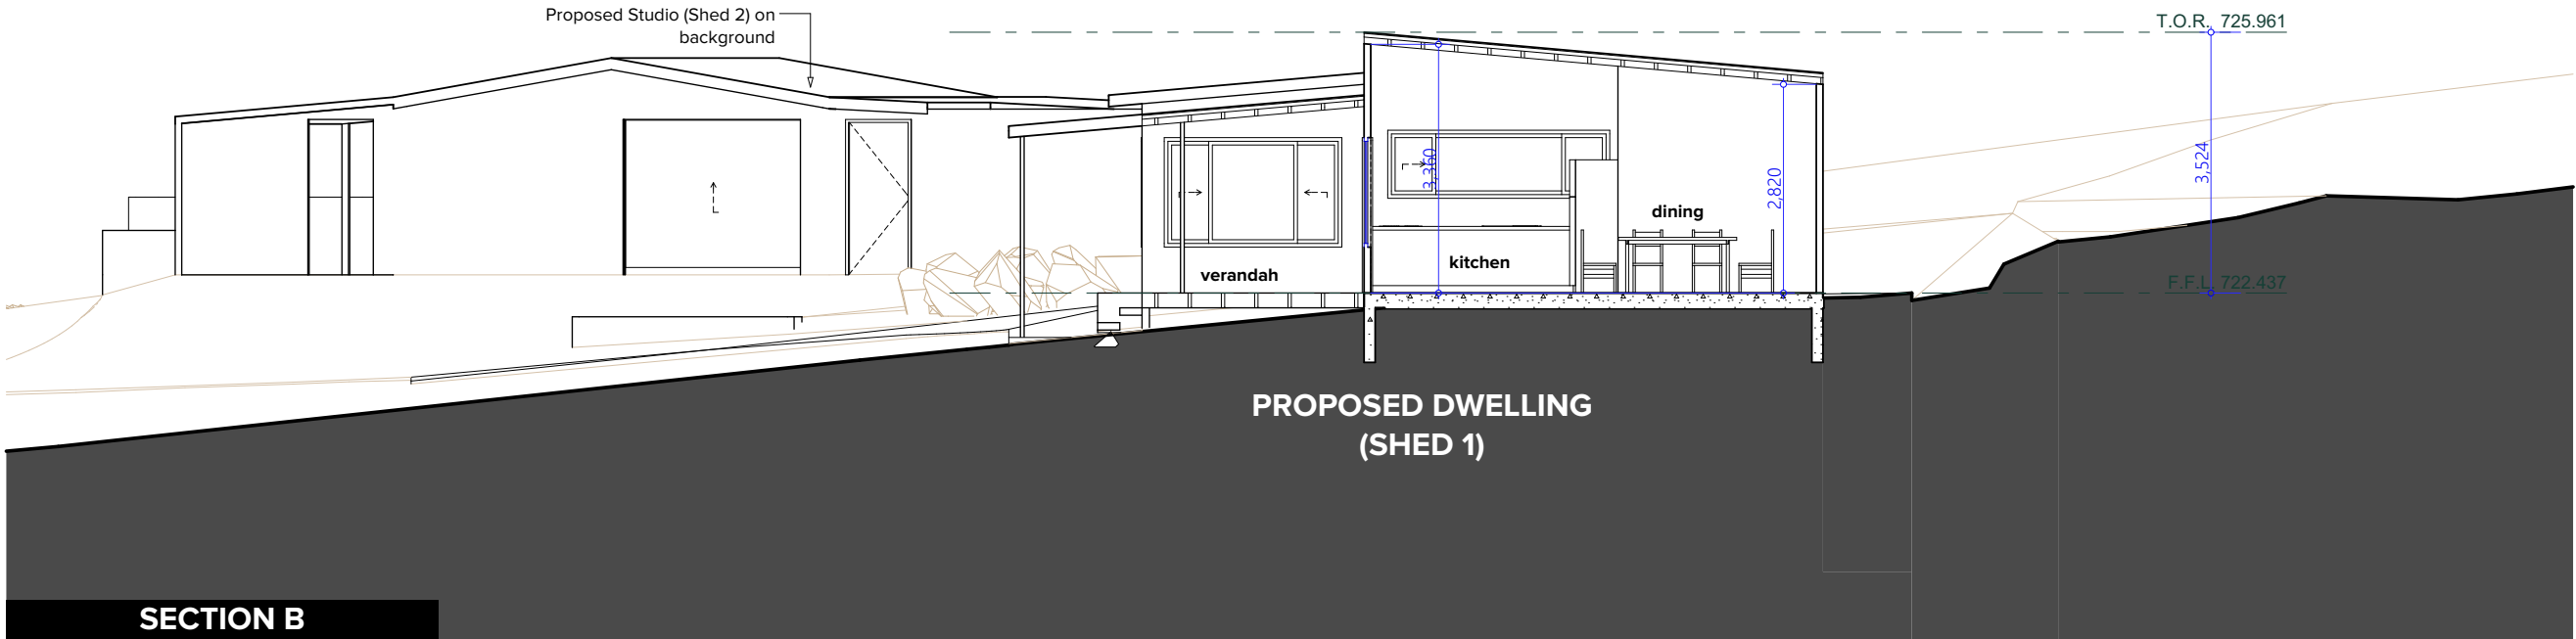 Proposed Studio (Shed 2) on
background
T.O.R. 725.961
3,360
2,820
3,524
dining
kitchen
verandah
F.F.L. 722.437
PROPOSED DWELLING
(SHED 1)
SECTION B